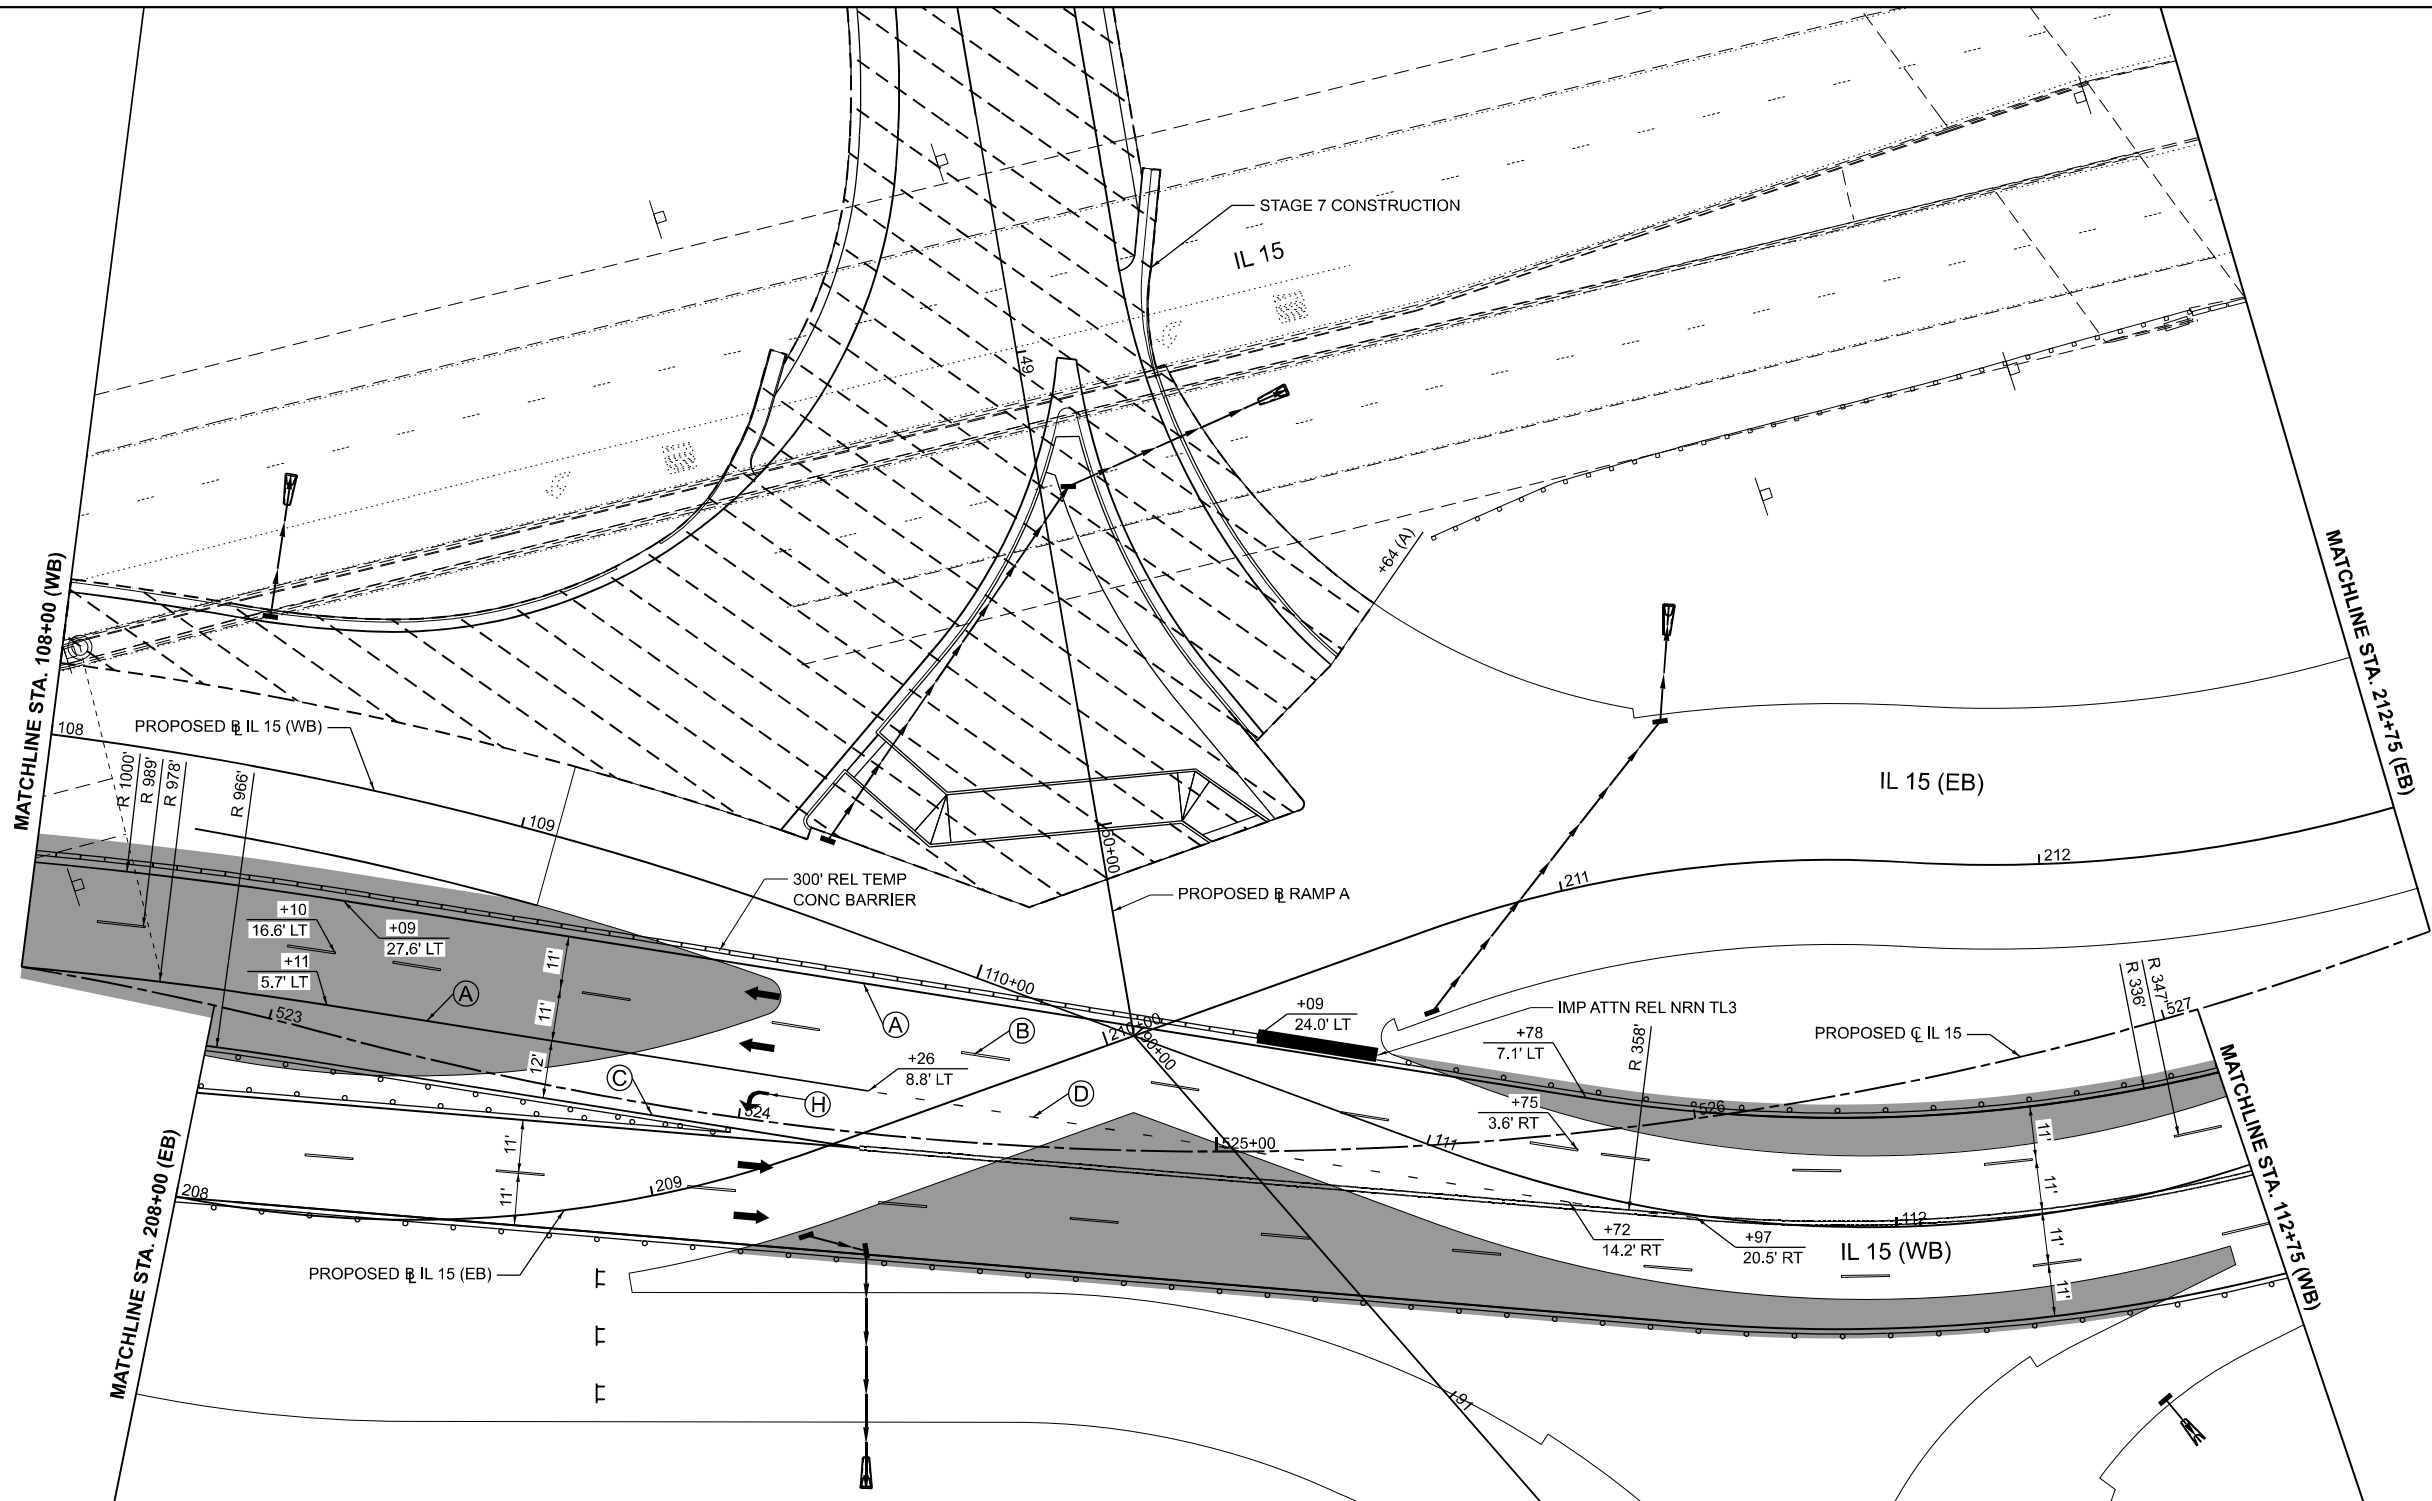 STAGE 7 CONSTRUCTION
IL 15
49
+64 (A)
MATCHLINE STA. 108+00 (WB)
MATCHLINE STA. 212+75 (EB)
108
PROPOSED ⅊ IL 15 (WB)
R 1000'
R 989'
R 978'
R 966'
109
IL 15 (EB)
50+00
212
211
300' REL TEMP
CONC BARRIER
PROPOSED ⅊ RAMP A
+10
16.6' LT
+09
27.6' LT
+11
5.7' LT
A
11'
11'
12'
110+00
A
B
523
210+00
90+00
+09
24.0' LT
IMP ATTN REL NRN TL3
+78
7.1' LT
R 358'
PROPOSED ℄ IL 15
R 336'
R 347'
527
MATCHLINE STA. 112+75 (WB)
+26
8.8' LT
C
H
D
524
525+00
526
+75
3.6' RT
111
11'
11'
11'
11'
MATCHLINE STA. 208+00 (EB)
208
11'
11'
209
+72
14.2' RT
+97
20.5' RT
112
IL 15 (WB)
PROPOSED ⅊ IL 15 (EB)
91